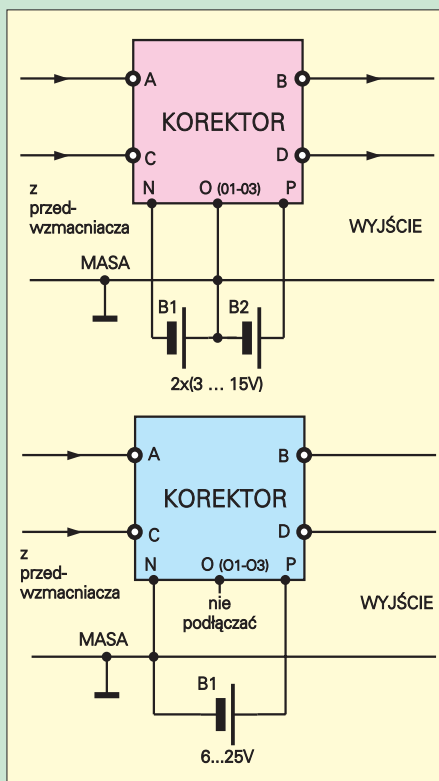 A
B
KOREKTOR
C
D
N
O (01-03)
P
z
przed-
wzmacniacza
WYJŚCIE
MASA
B1
B2
2x(3 ... 15V)
A
B
KOREKTOR
C
D
N
O (O1-O3)
P
z
przed-
wzmacniacza
nie
podłączać
WYJŚCIE
MASA
B1
6...25V